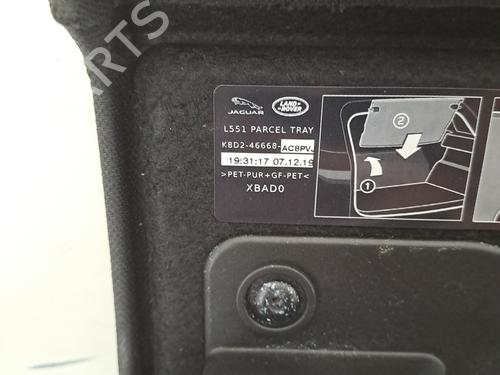 JAGUAR
LAND ROVER
L551 PARCEL TRAY
K8D2-46668-AC8PVJ
19:31:17 07.12.19
>PET-PUR+GF-PET<
XBAD0
2
1